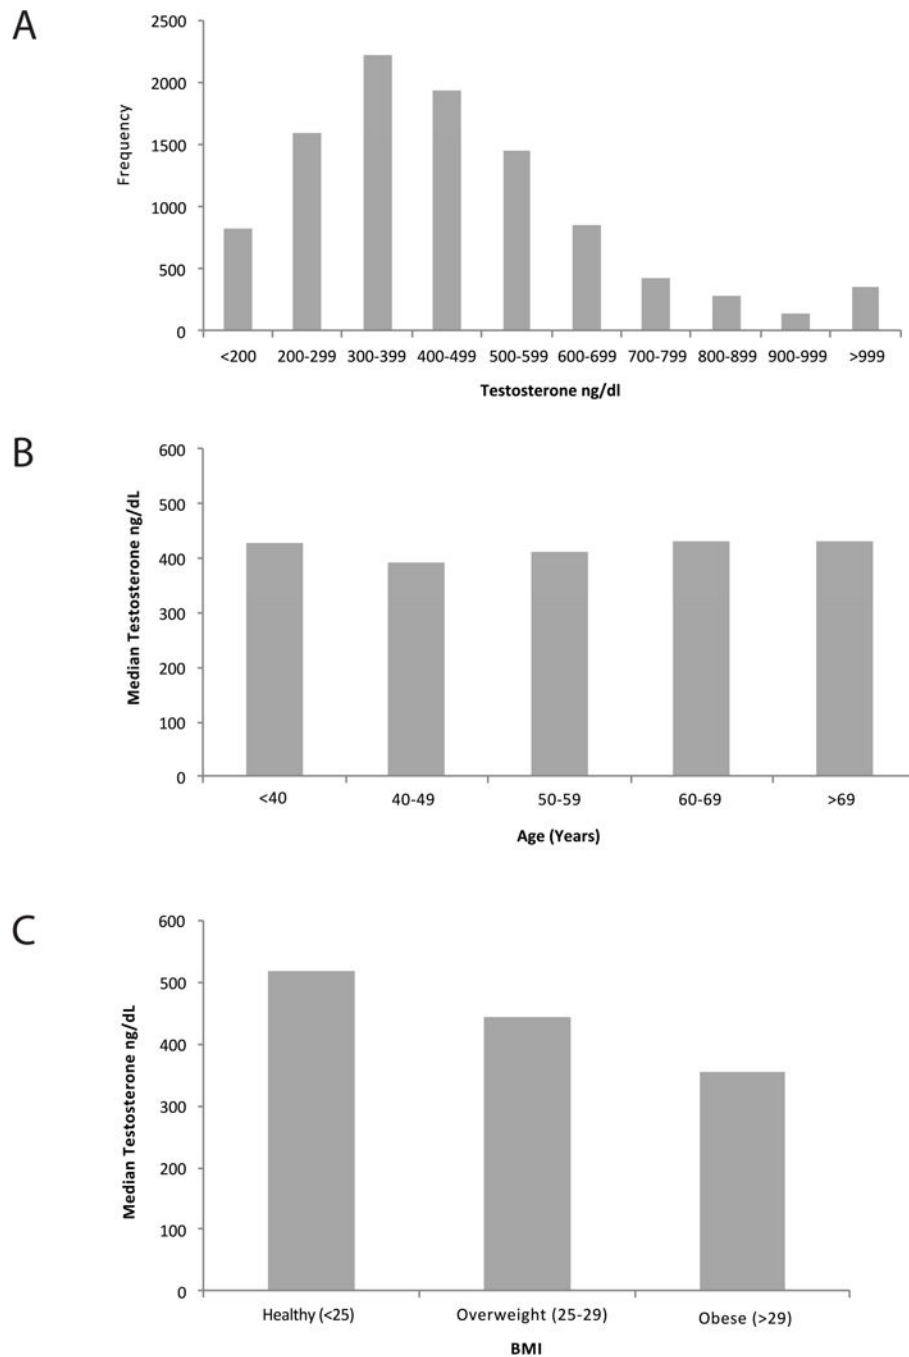 A
2500
2000
1500
1000
500
0
Frequency
<200 200-299 300-399 400-499 500-599 600-699 700-799 800-899 900-999 >999
Testosterone ng/dl
B
600
500
400
300
200
100
0
Median Testosterone ng/dL
<40 40-49 50-59 60-69 >69
Age (Years)
C
600
500
400
300
200
100
0
Median Testosterone ng/dL
Healthy (<25) Overweight (25-29) Obese (>29)
BMI